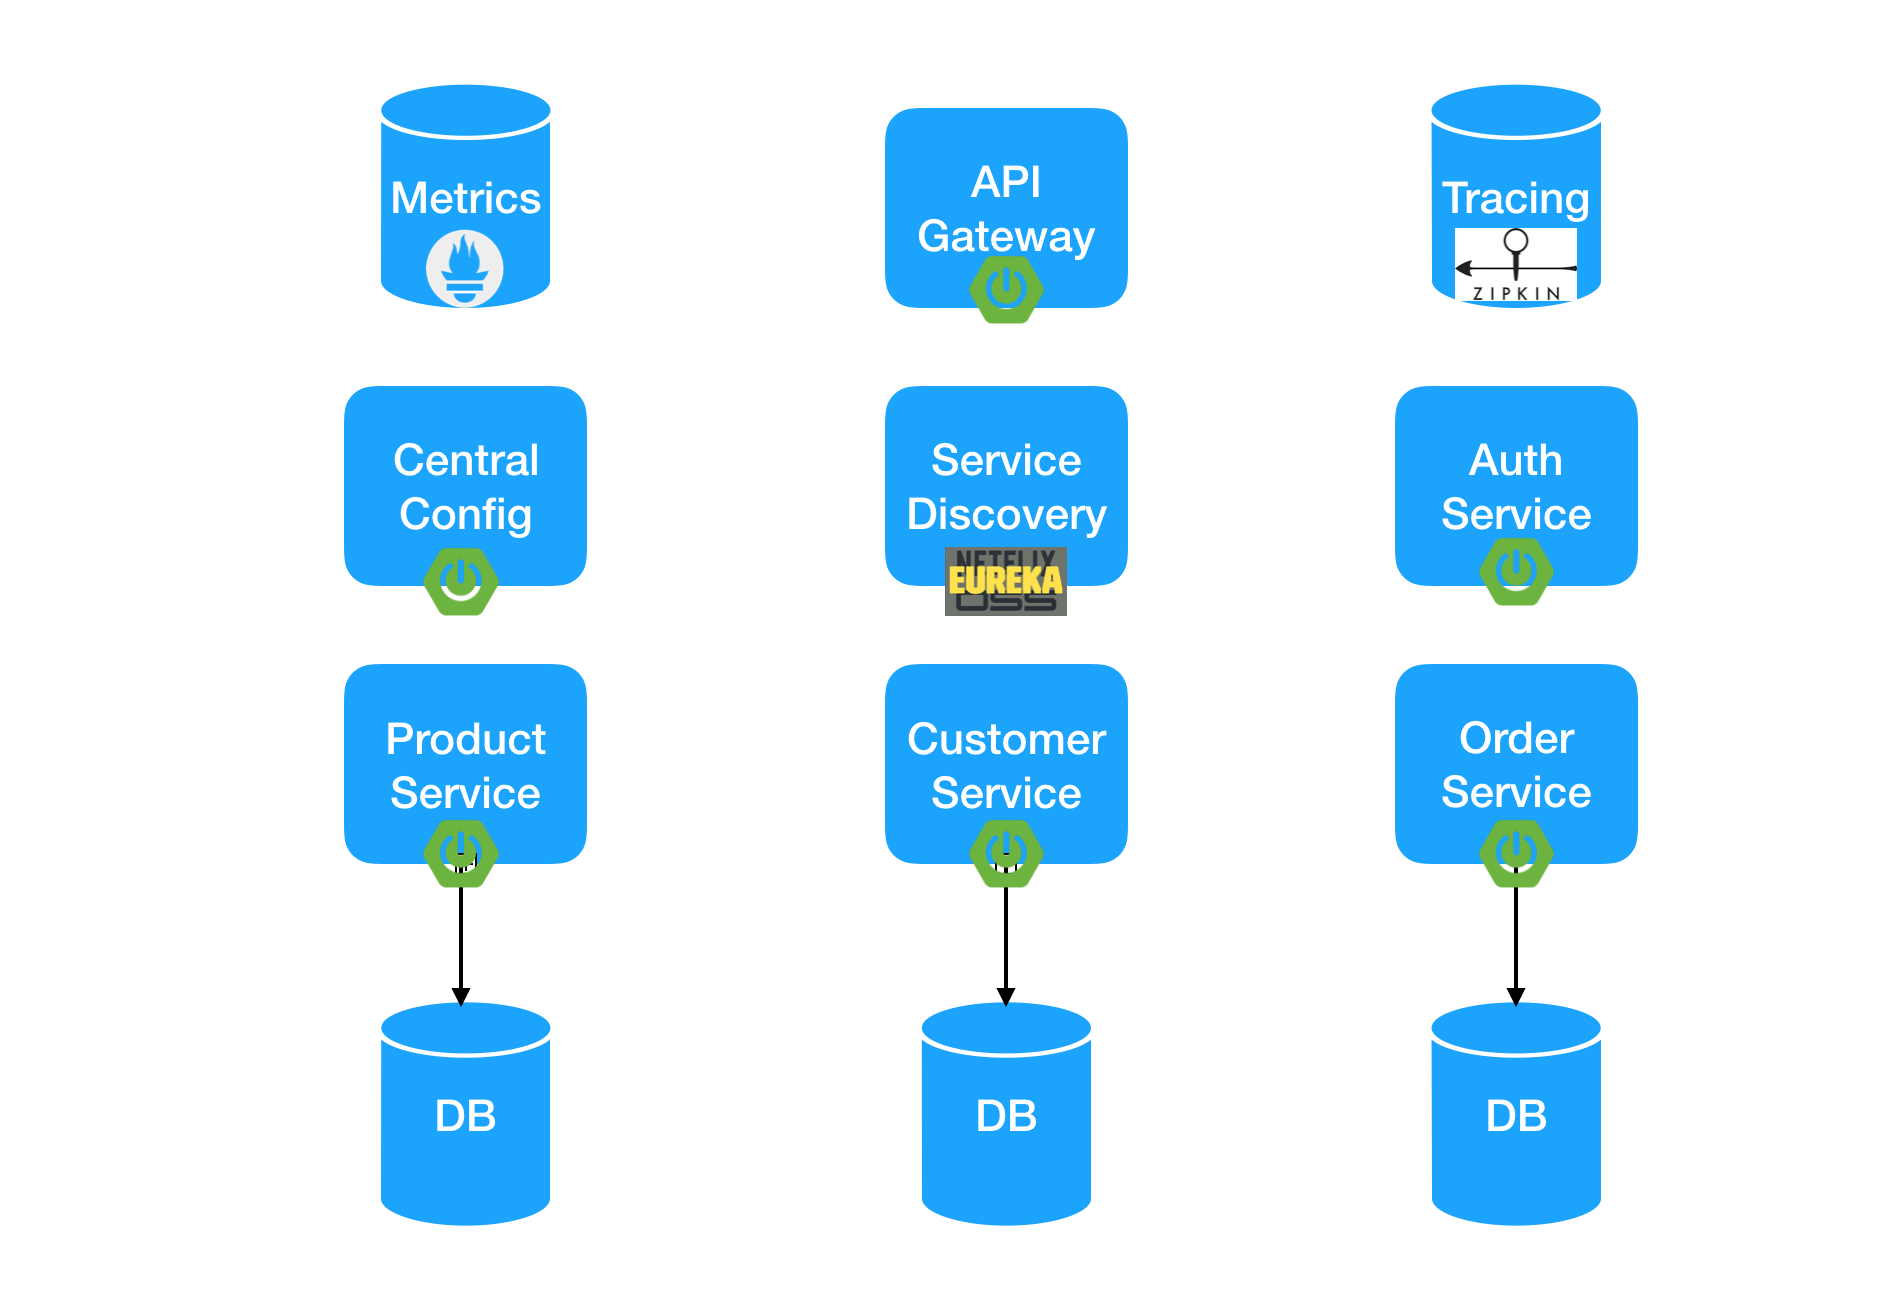 Metrics
API
Gateway
Tracing
ZIPKIN
Central
Config
Service
Discovery
NETFLIX
EUREKA
OSS
Auth
Service
Product
Service
Customer
Service
Order
Service
DB
DB
DB